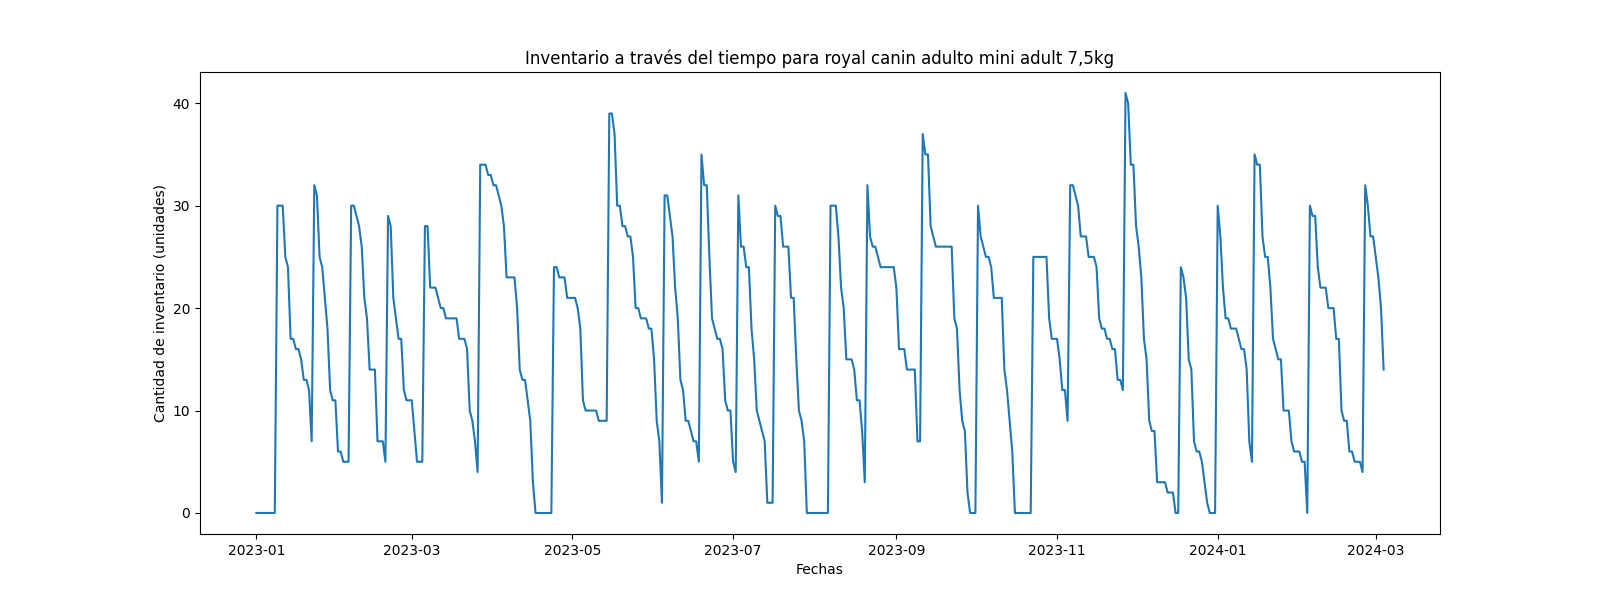 Inventario a través del tiempo para royal canin adulto mini adult 7,5kg
Cantidad de inventario (unidades)
40
30
20
10
0
2023-01 2023-03 2023-05 2023-07 2023-09 2023-11 2024-01 2024-03
Fechas